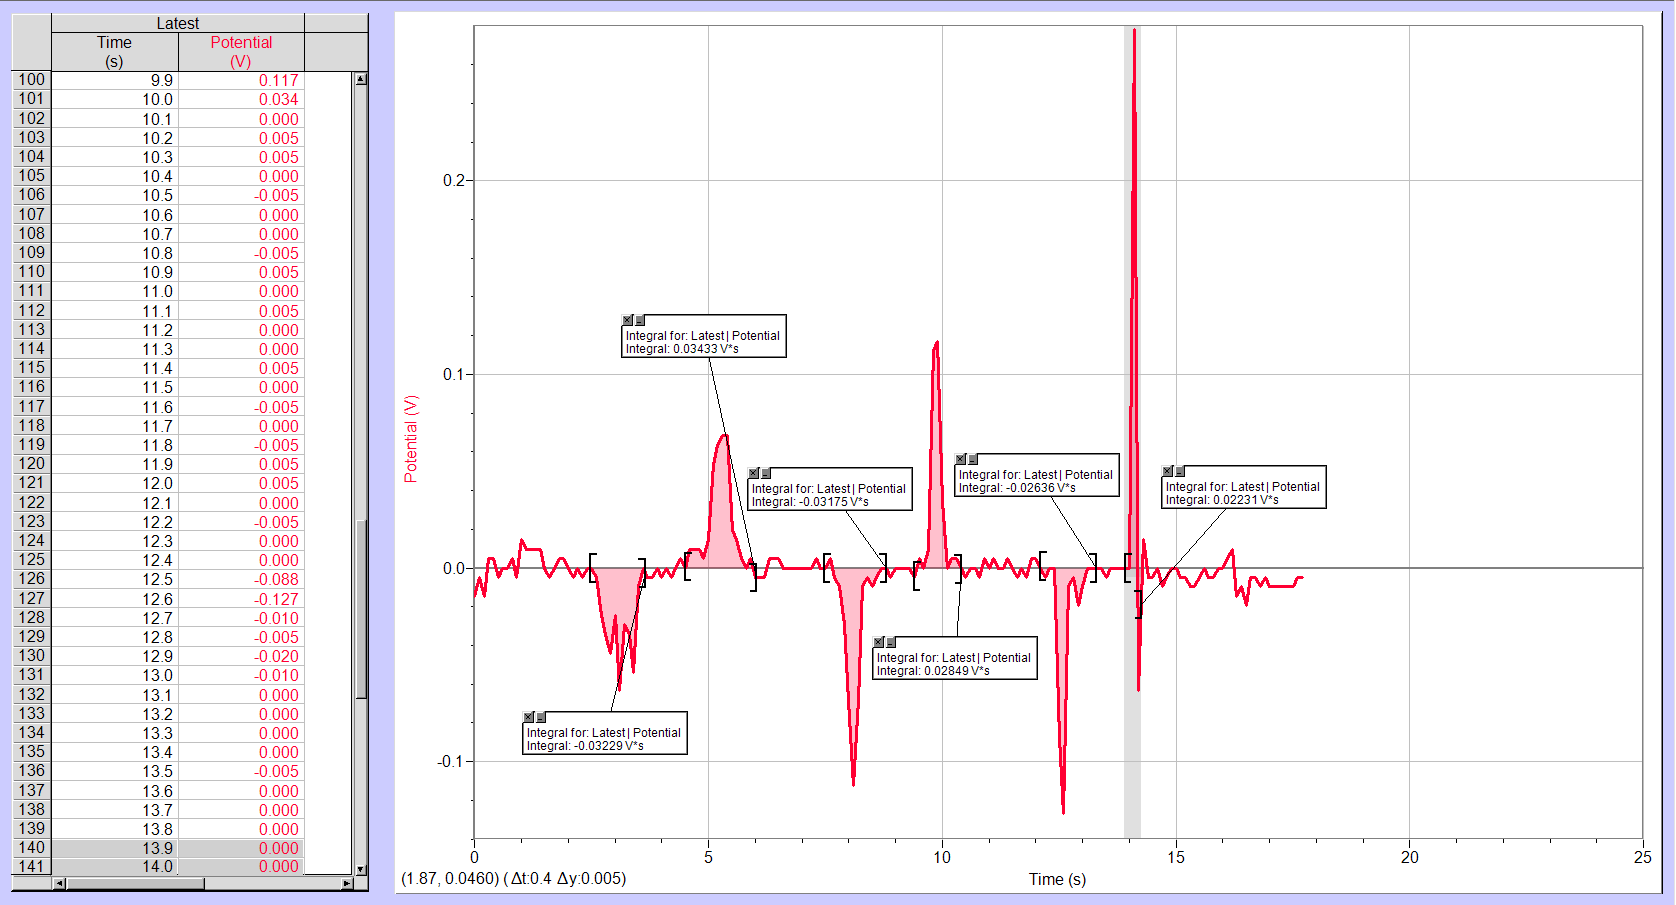 Latest
Time Potential
(s) (V)
100 9.9 0.117
101 10.0 0.034
102 10.1 0.000
103 10.2 0.005
104 10.3 0.005
105 10.4 0.000
106 10.5 -0.005
107 10.6 0.000
108 10.7 0.000
109 10.8 -0.005
110 10.9 0.005
111 11.0 0.000
112 11.1 0.005
113 11.2 0.000
114 11.3 0.000
115 11.4 0.005
116 11.5 0.000
117 11.6 -0.005
118 11.7 0.000
119 11.8 -0.005
120 11.9 0.005
121 12.0 0.005
122 12.1 0.000
123 12.2 -0.005
124 12.3 0.000
125 12.4 0.000
126 12.5 -0.088
127 12.6 -0.127
128 12.7 -0.010
129 12.8 -0.005
130 12.9 -0.020
131 13.0 -0.010
132 13.1 0.000
133 13.2 0.000
134 13.3 0.000
135 13.4 0.000
136 13.5 -0.005
137 13.6 0.000
138 13.7 0.000
139 13.8 0.000
140 13.9 0.000
141 14.0 0.000
Potential (V)
0.2
0.1
0.0
-0.1
Integral for: Latest | Potential
Integral: 0.03433 V*s
Integral for: Latest | Potential
Integral: -0.03175 V*s
Integral for: Latest | Potential
Integral: -0.02636 V*s
Integral for: Latest | Potential
Integral: 0.02231 V*s
Integral for: Latest | Potential
Integral: 0.02849 V*s
Integral for: Latest | Potential
Integral: -0.03229 V*s
0 5 10 15 20 25
(1.87, 0.0460) ( Δt:0.4 Δy:0.005)
Time (s)